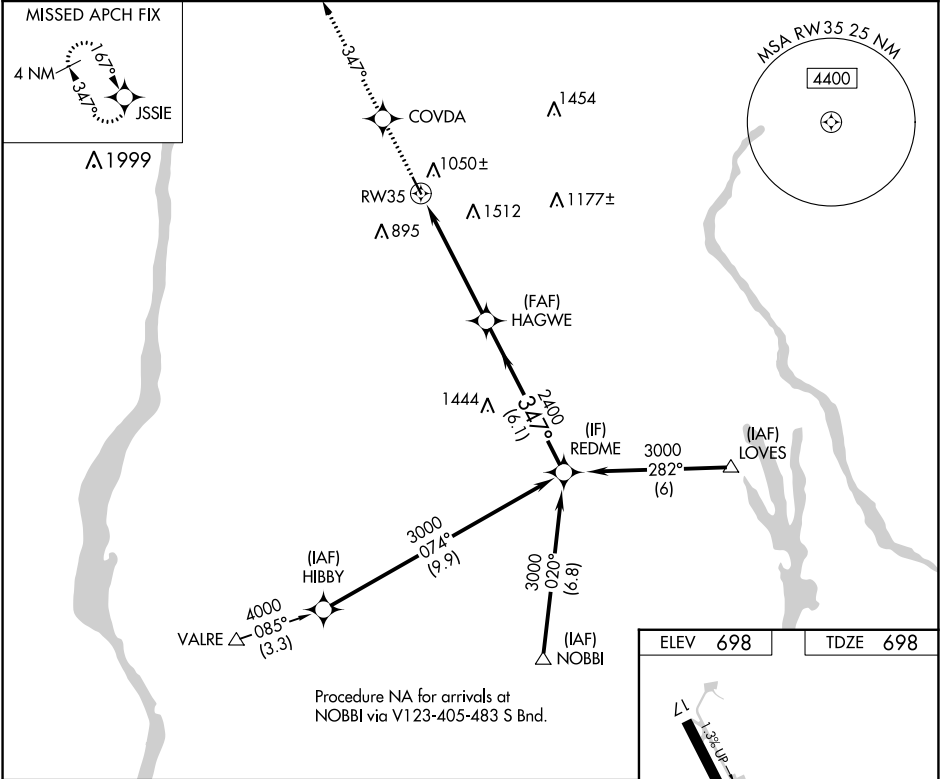 MISSED APCH FIX
4 NM
167°
347°
JSSIE
1999
347°
COVDA
1454
MSA RW35 25 NM
4400
1050±
RW35
1512
1177±
895
(FAF)
HAGWE
1444
2400
347°
(6.1)
(IF)
REDME
3000
282°
(6)
(IAF)
LOVES
3000
074°
(9.9)
(IAF)
HIBBY
4000
085°
(3.3)
VALRE
3000
020°
(6.8)
(IAF)
NOBBI
Procedure NA for arrivals at
NOBBI via V123-405-483 S Bnd.
ELEV 698
TDZE 698
17
1.3% UP